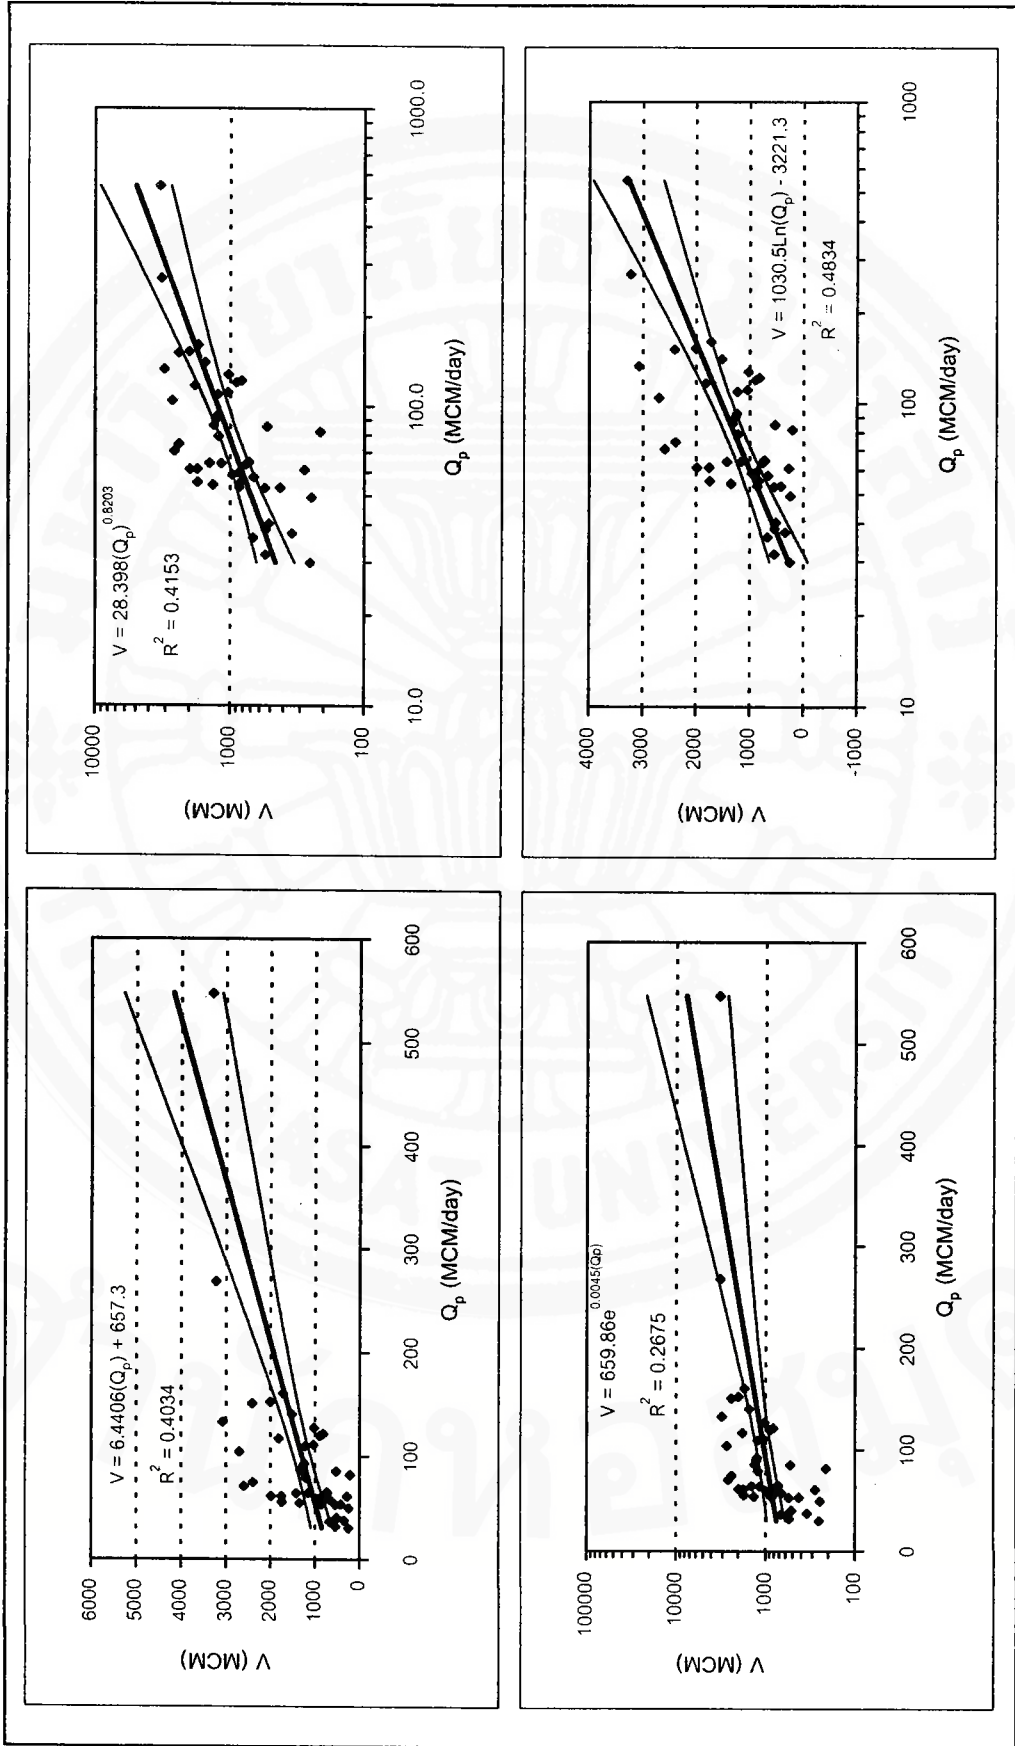 V = 6.4406(Qp) + 657.3
R² = 0.4034
6000
5000
4000
3000
2000
1000
0
V (MCM)
0 100 200 300 400 500 600
Qp (MCM/day)
V = 28.398(Qp)^0.8203
R² = 0.4153
10000
1000
100
V (MCM)
10.0 100.0 1000.0
Qp (MCM/day)
V = 659.86e^0.0045(Qp)
R² = 0.2675
100000
10000
1000
100
V (MCM)
0 100 200 300 400 500 600
Qp (MCM/day)
V = 1030.5Ln(Qp) - 3221.3
R² = 0.4834
4000
3000
2000
1000
0
-1000
V (MCM)
10 100 1000
Qp (MCM/day)
UNIVERSITY